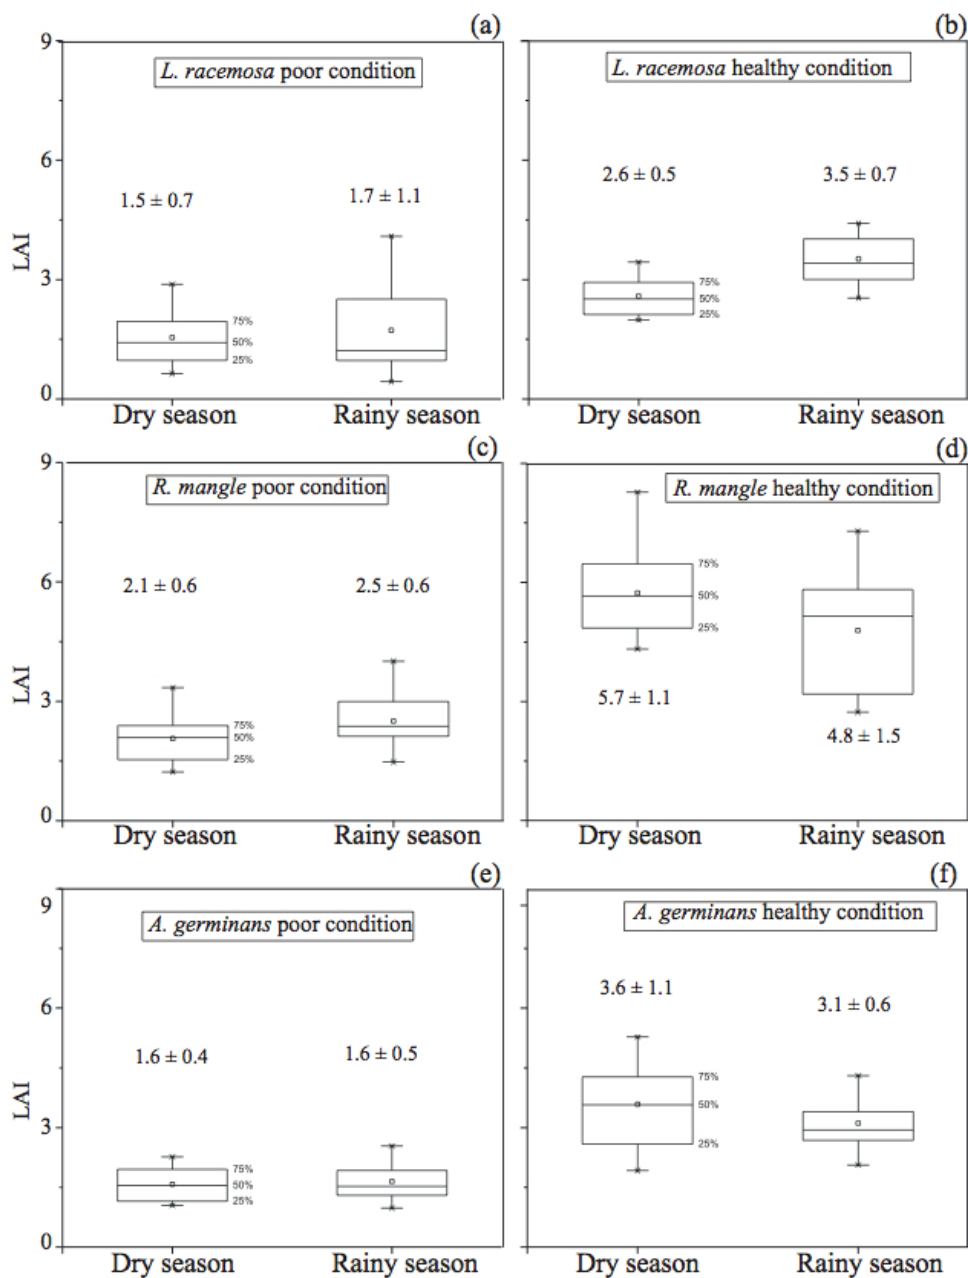 (a)
L. racemosa poor condition
9
6
3
0
LAI
1.5 ± 0.7
1.7 ± 1.1
75%
50%
25%
Dry season
Rainy season
(b)
L. racemosa healthy condition
2.6 ± 0.5
3.5 ± 0.7
75%
50%
25%
Dry season
Rainy season
(c)
R. mangle poor condition
9
6
3
0
LAI
2.1 ± 0.6
2.5 ± 0.6
75%
50%
25%
Dry season
Rainy season
(d)
R. mangle healthy condition
75%
50%
25%
5.7 ± 1.1
4.8 ± 1.5
Dry season
Rainy season
(e)
A. germinans poor condition
9
6
3
0
LAI
1.6 ± 0.4
1.6 ± 0.5
75%
50%
25%
Dry season
Rainy season
(f)
A. germinans healthy condition
3.6 ± 1.1
3.1 ± 0.6
75%
50%
25%
Dry season
Rainy season